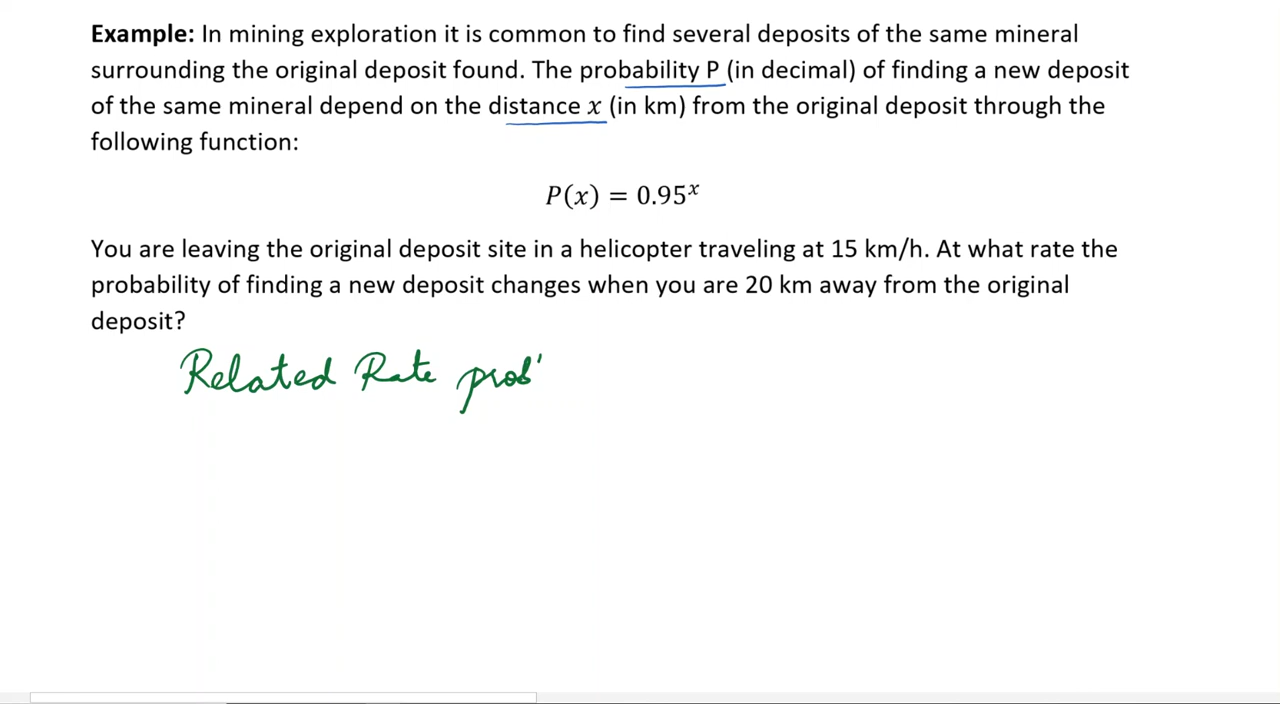 Example: In mining exploration it is common to find several deposits of the same mineral
surrounding the original deposit found. The probability P (in decimal) of finding a new deposit
of the same mineral depend on the distance x (in km) from the original deposit through the
following function:
P(x) = 0.95^x
You are leaving the original deposit site in a helicopter traveling at 15 km/h. At what rate the
probability of finding a new deposit changes when you are 20 km away from the original
deposit?
Related Rate prob'